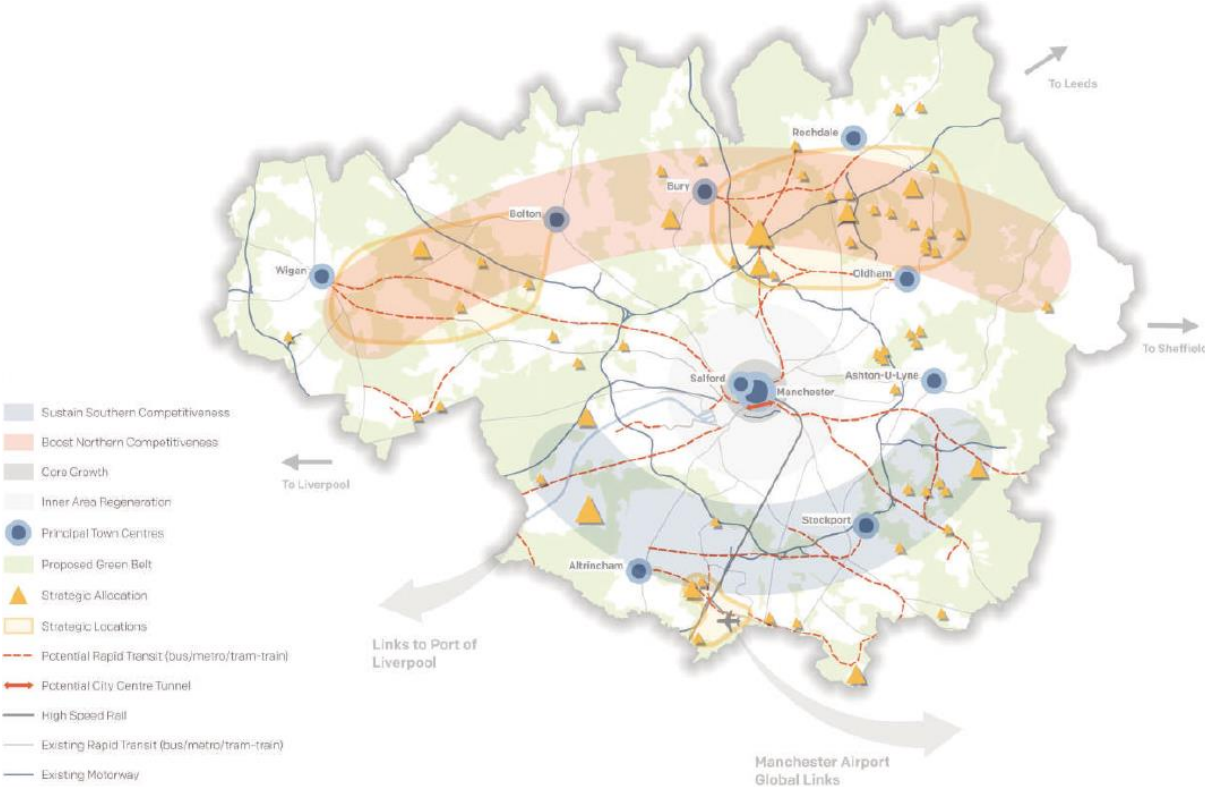 To Leeds
Rochdale
Bury
Bolton
Wigan
Oldham
To Sheffield
Salford
Manchester
Ashton-U-Lyne
Sustain Southern Competitiveness
Boost Northern Competitiveness
Core Growth
To Liverpool
Inner Area Regeneration
Principal Town Centres
Stockport
Proposed Green Belt
Altrincham
Strategic Allocation
Strategic Locations
Links to Port of
Liverpool
Potential Rapid Transit (bus/metro/tram-train)
Potential City Centre Tunnel
High Speed Rail
Existing Rapid Transit (bus/metro/tram-train)
Manchester Airport
Global Links
Existing Motorway